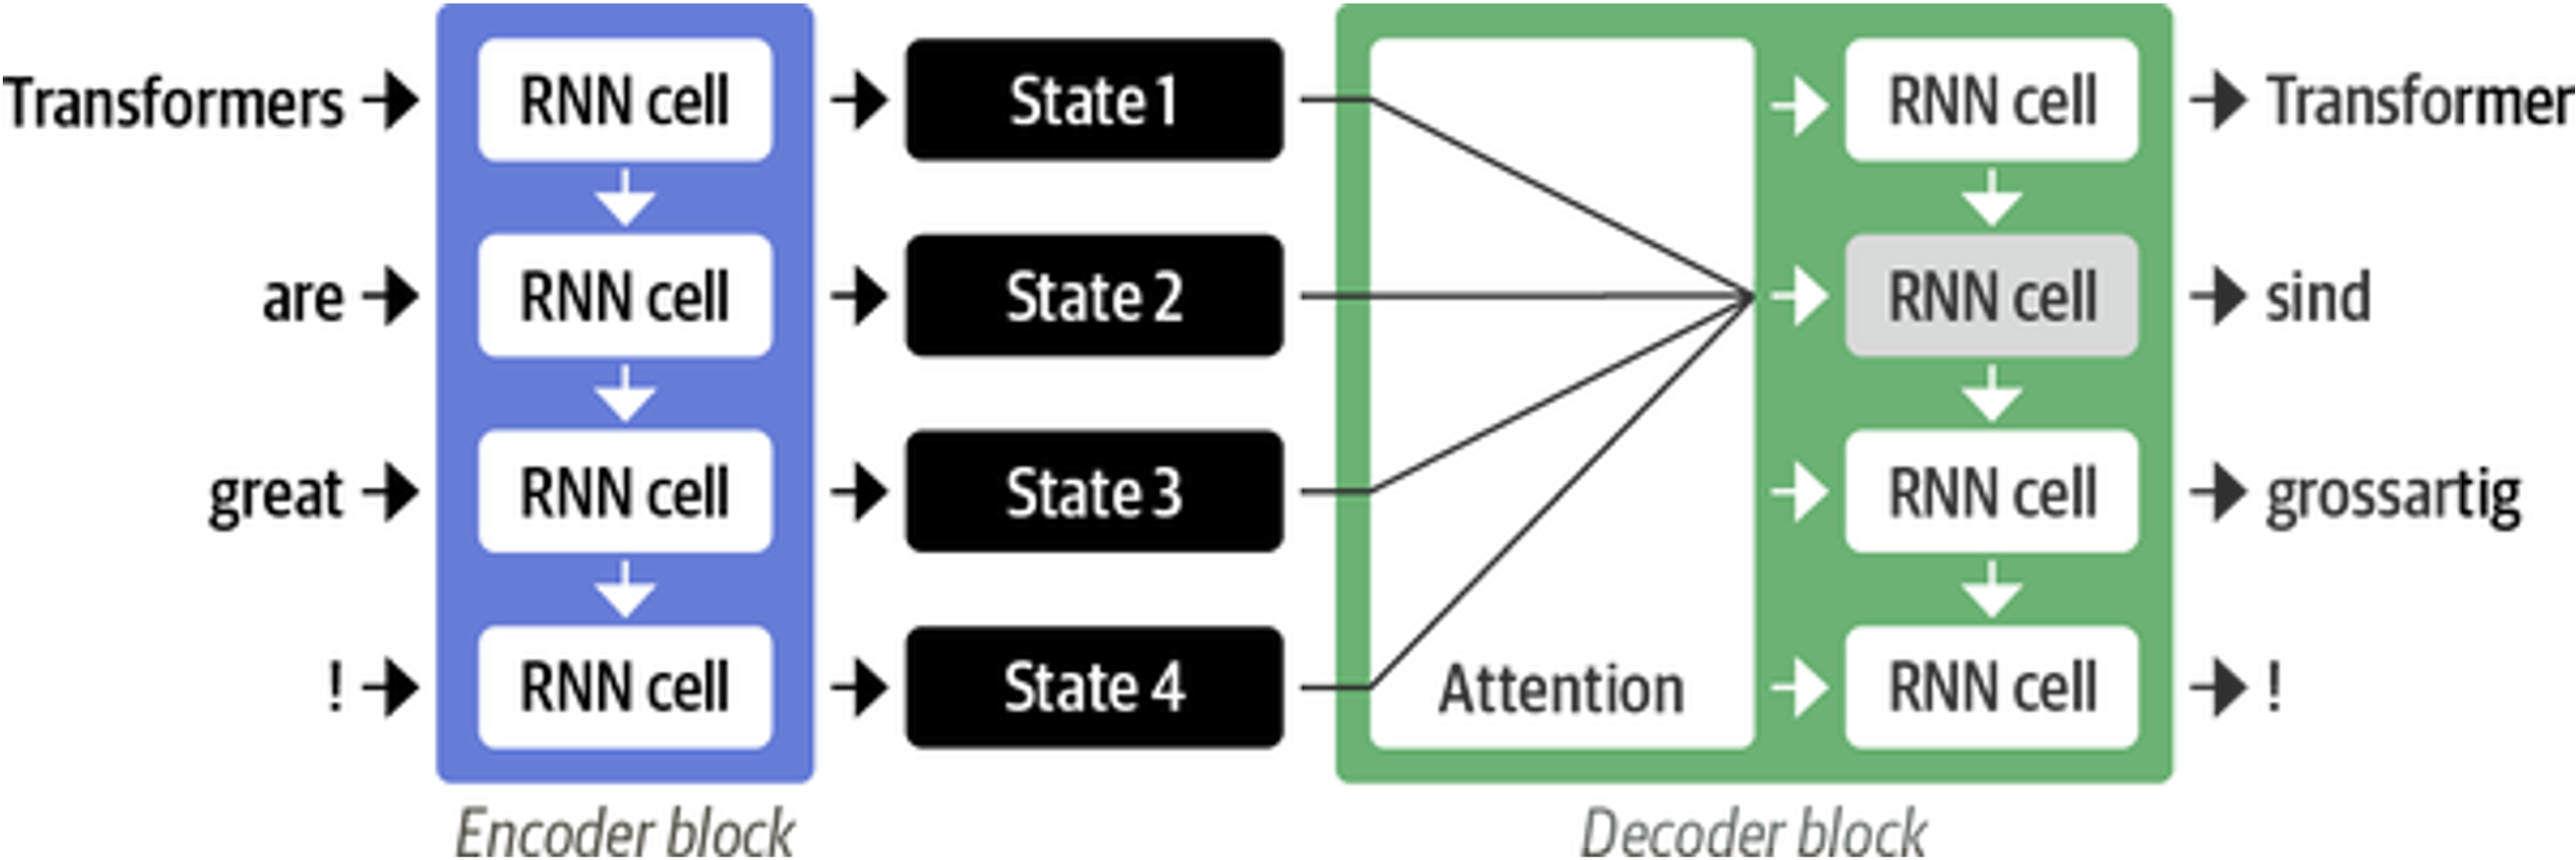 Transformers RNN cell State 1 RNN cell Transformer
are RNN cell State 2 RNN cell sind
great RNN cell State 3 RNN cell grossartig
! RNN cell State 4 Attention RNN cell !
Encoder block Decoder block